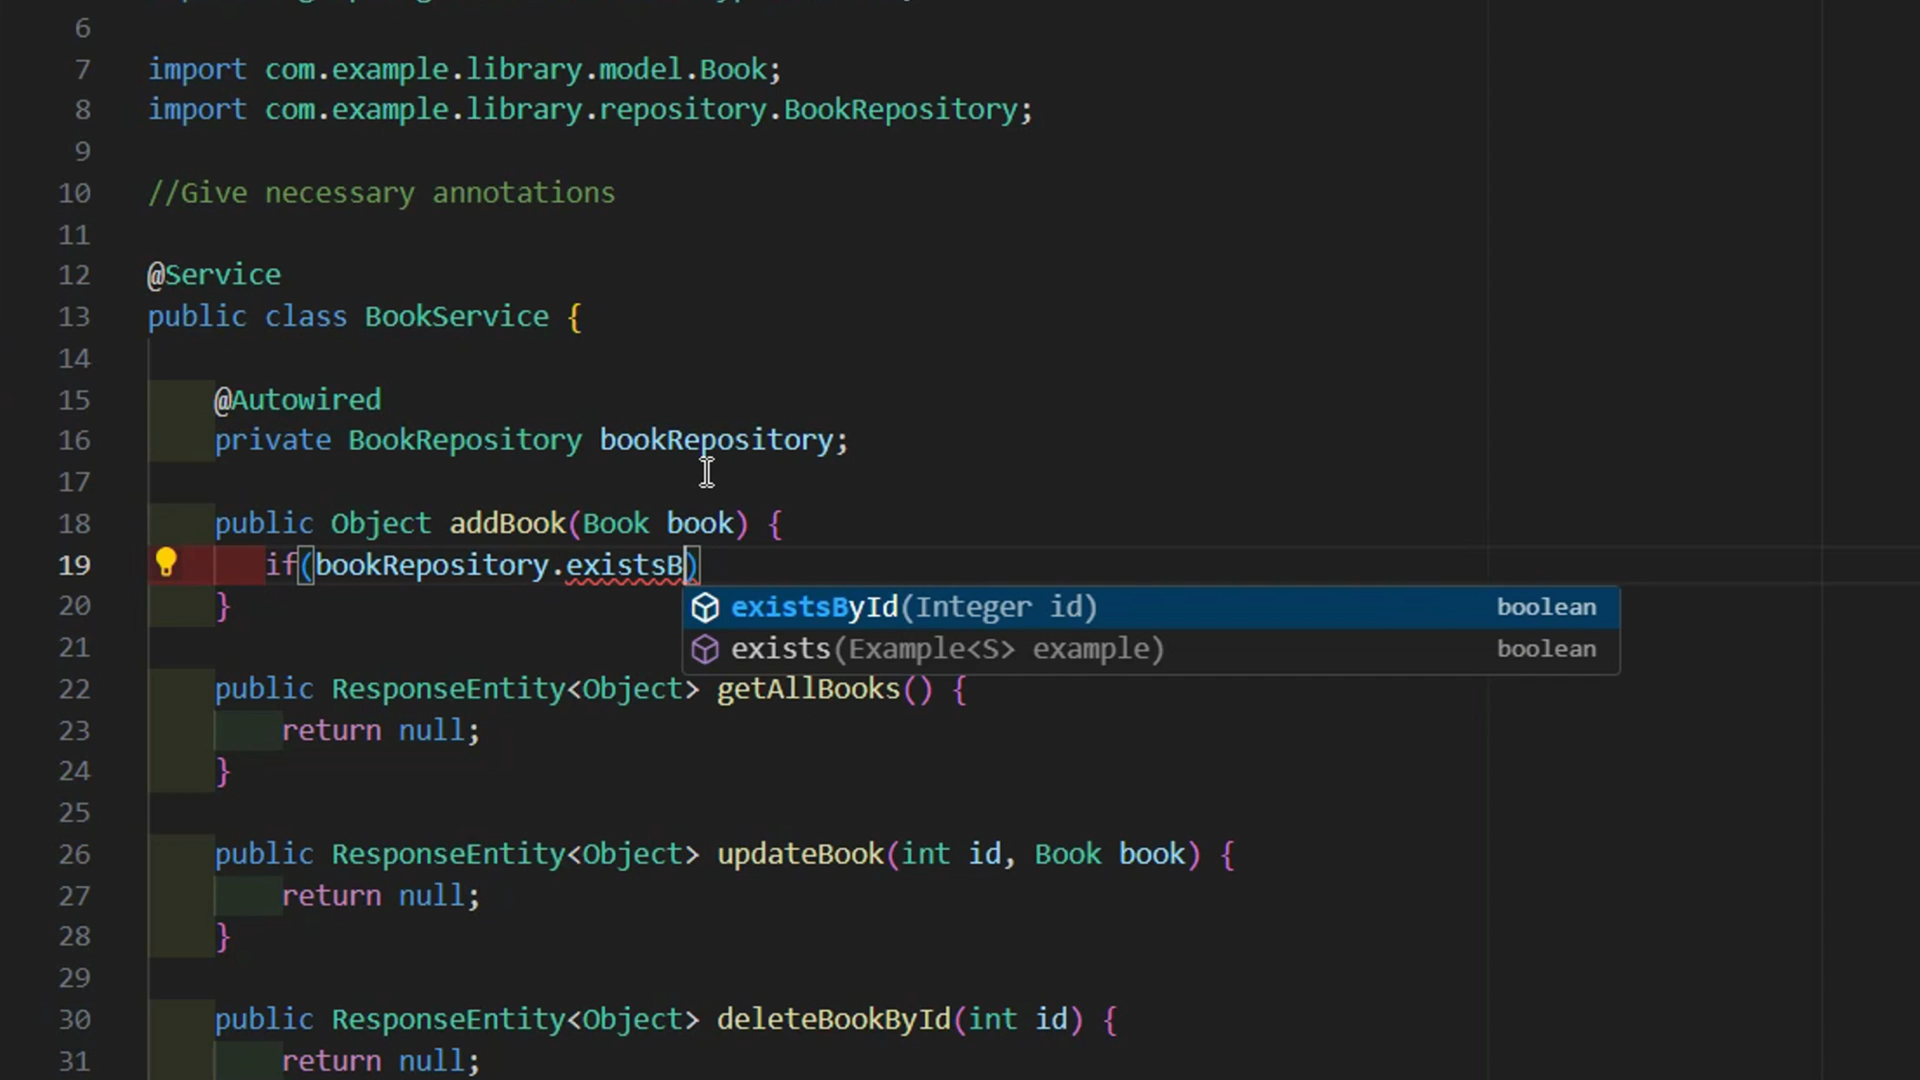 6
7 import com.example.library.model.Book;
8 import com.example.library.repository.BookRepository;
9
10 //Give necessary annotations
11
12 @Service
13 public class BookService {
14
15 @Autowired
16 private BookRepository bookRepository;
17
18 public Object addBook(Book book) {
19 if(bookRepository.existsB)
existsById(Integer id) boolean
20 }
21
exists(Example<S> example) boolean
22 public ResponseEntity<Object> getAllBooks() {
23 return null;
24 }
25
26 public ResponseEntity<Object> updateBook(int id, Book book) {
27 return null;
28 }
29
30 public ResponseEntity<Object> deleteBookById(int id) {
31 return null;